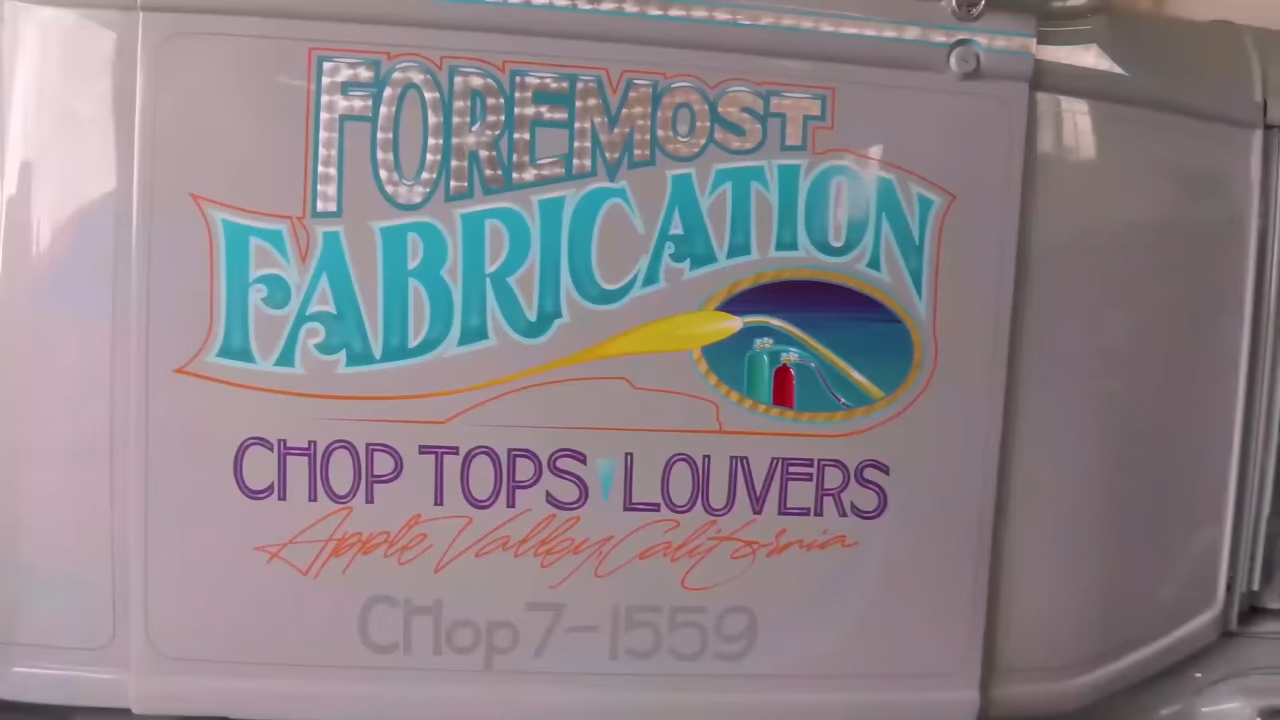 FOREMOST
FABRICATION
CHOP TOPS LOUVERS
Apple Valley, California
CHop7-1559